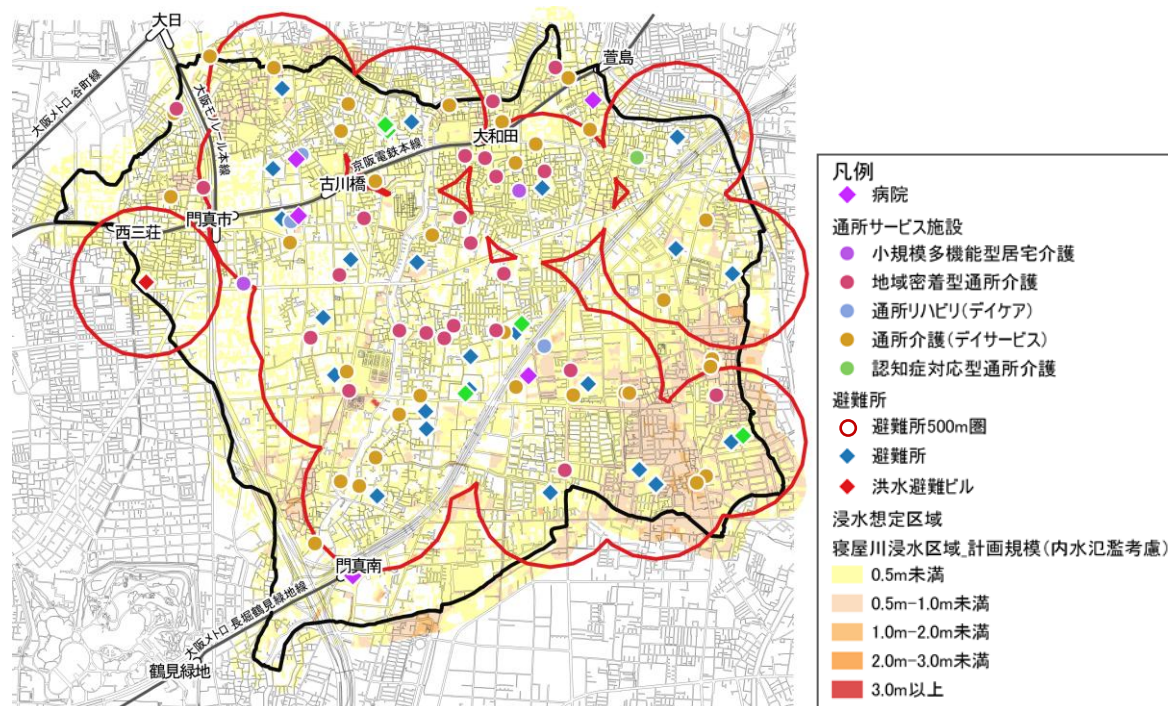 大日
萱島
大阪メトロ 谷町線
大阪モノレール本線
大和田
京阪電鉄本線
古川橋
門真市
西三荘
門真南
大阪メトロ 長堀鶴見緑地線
鶴見緑地
凡例
病院
通所サービス施設
小規模多機能型居宅介護
地域密着型通所介護
通所リハビリ(デイケア)
通所介護(デイサービス)
認知症対応型通所介護
避難所
避難所500m圏
避難所
洪水避難ビル
浸水想定区域
寝屋川浸水区域_計画規模(内水氾濫考慮)
0.5m未満
0.5m-1.0m未満
1.0m-2.0m未満
2.0m-3.0m未満
3.0m以上